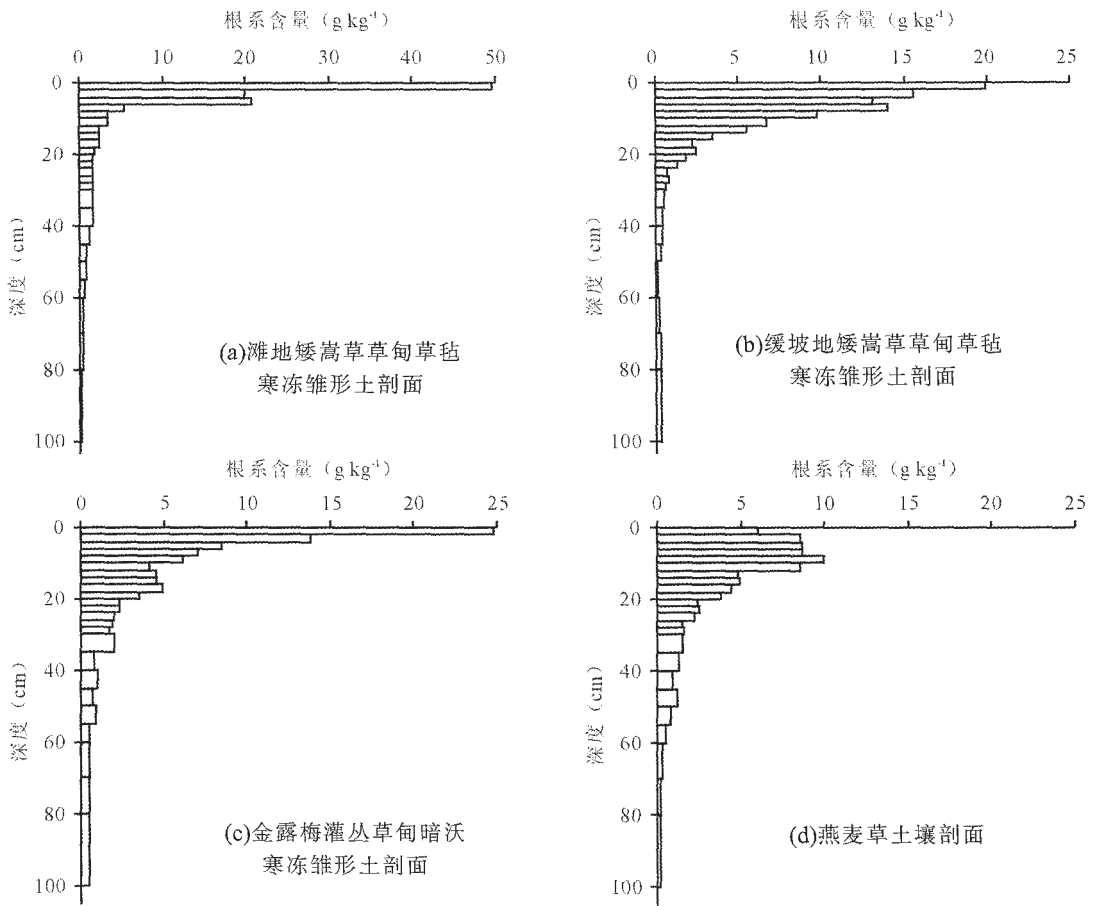 根系含量（g kg⁻¹）
0 10 20 30 40 50
0
20
40
60
80
100
深度（cm）
(a)滩地矮嵩草草甸草毡
寒冻雏形土剖面
根系含量（g kg⁻¹）
0 5 10 15 20 25
0
20
40
60
80
100
深度（cm）
(b)缓坡地矮嵩草草甸草毡
寒冻雏形土剖面
根系含量（g kg⁻¹）
0 5 10 15 20 25
0
20
40
60
80
100
深度（cm）
(c)金露梅灌丛草甸暗沃
寒冻雏形土剖面
根系含量（g kg⁻¹）
0 5 10 15 20 25
0
20
40
60
80
100
深度（cm）
(d)燕麦草土壤剖面